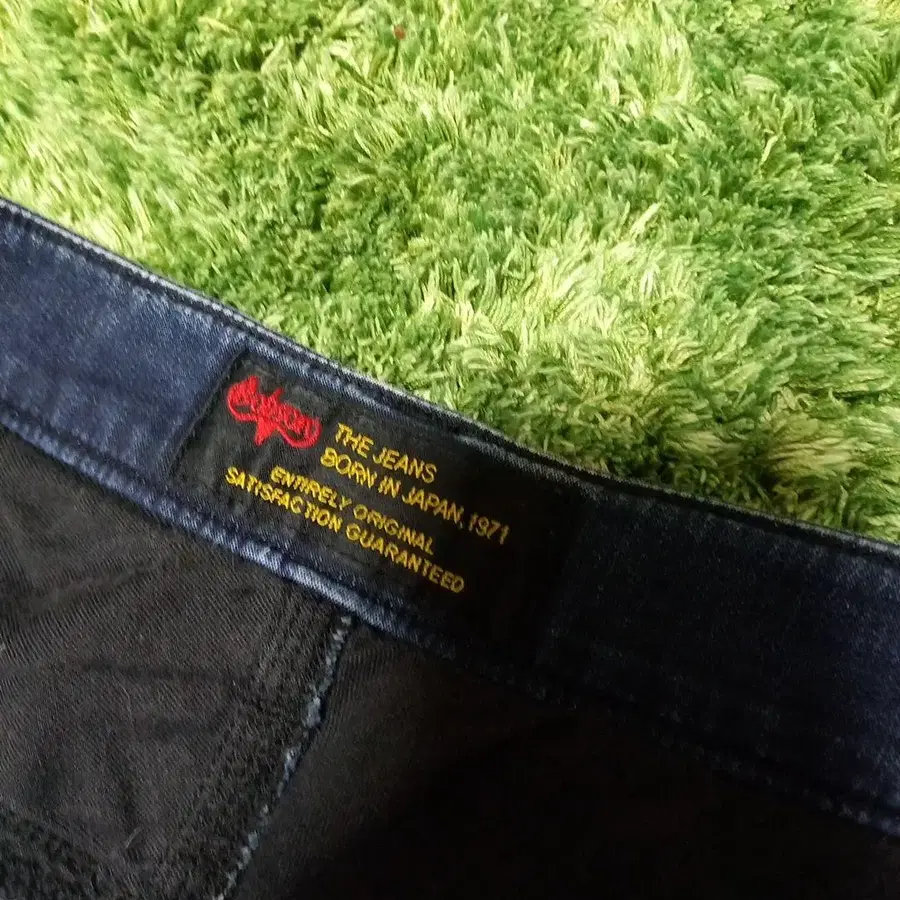 THE JEANS
BORN IN JAPAN, 1971
ENTIRELY ORIGINAL
SATISFACTION GUARANTEED